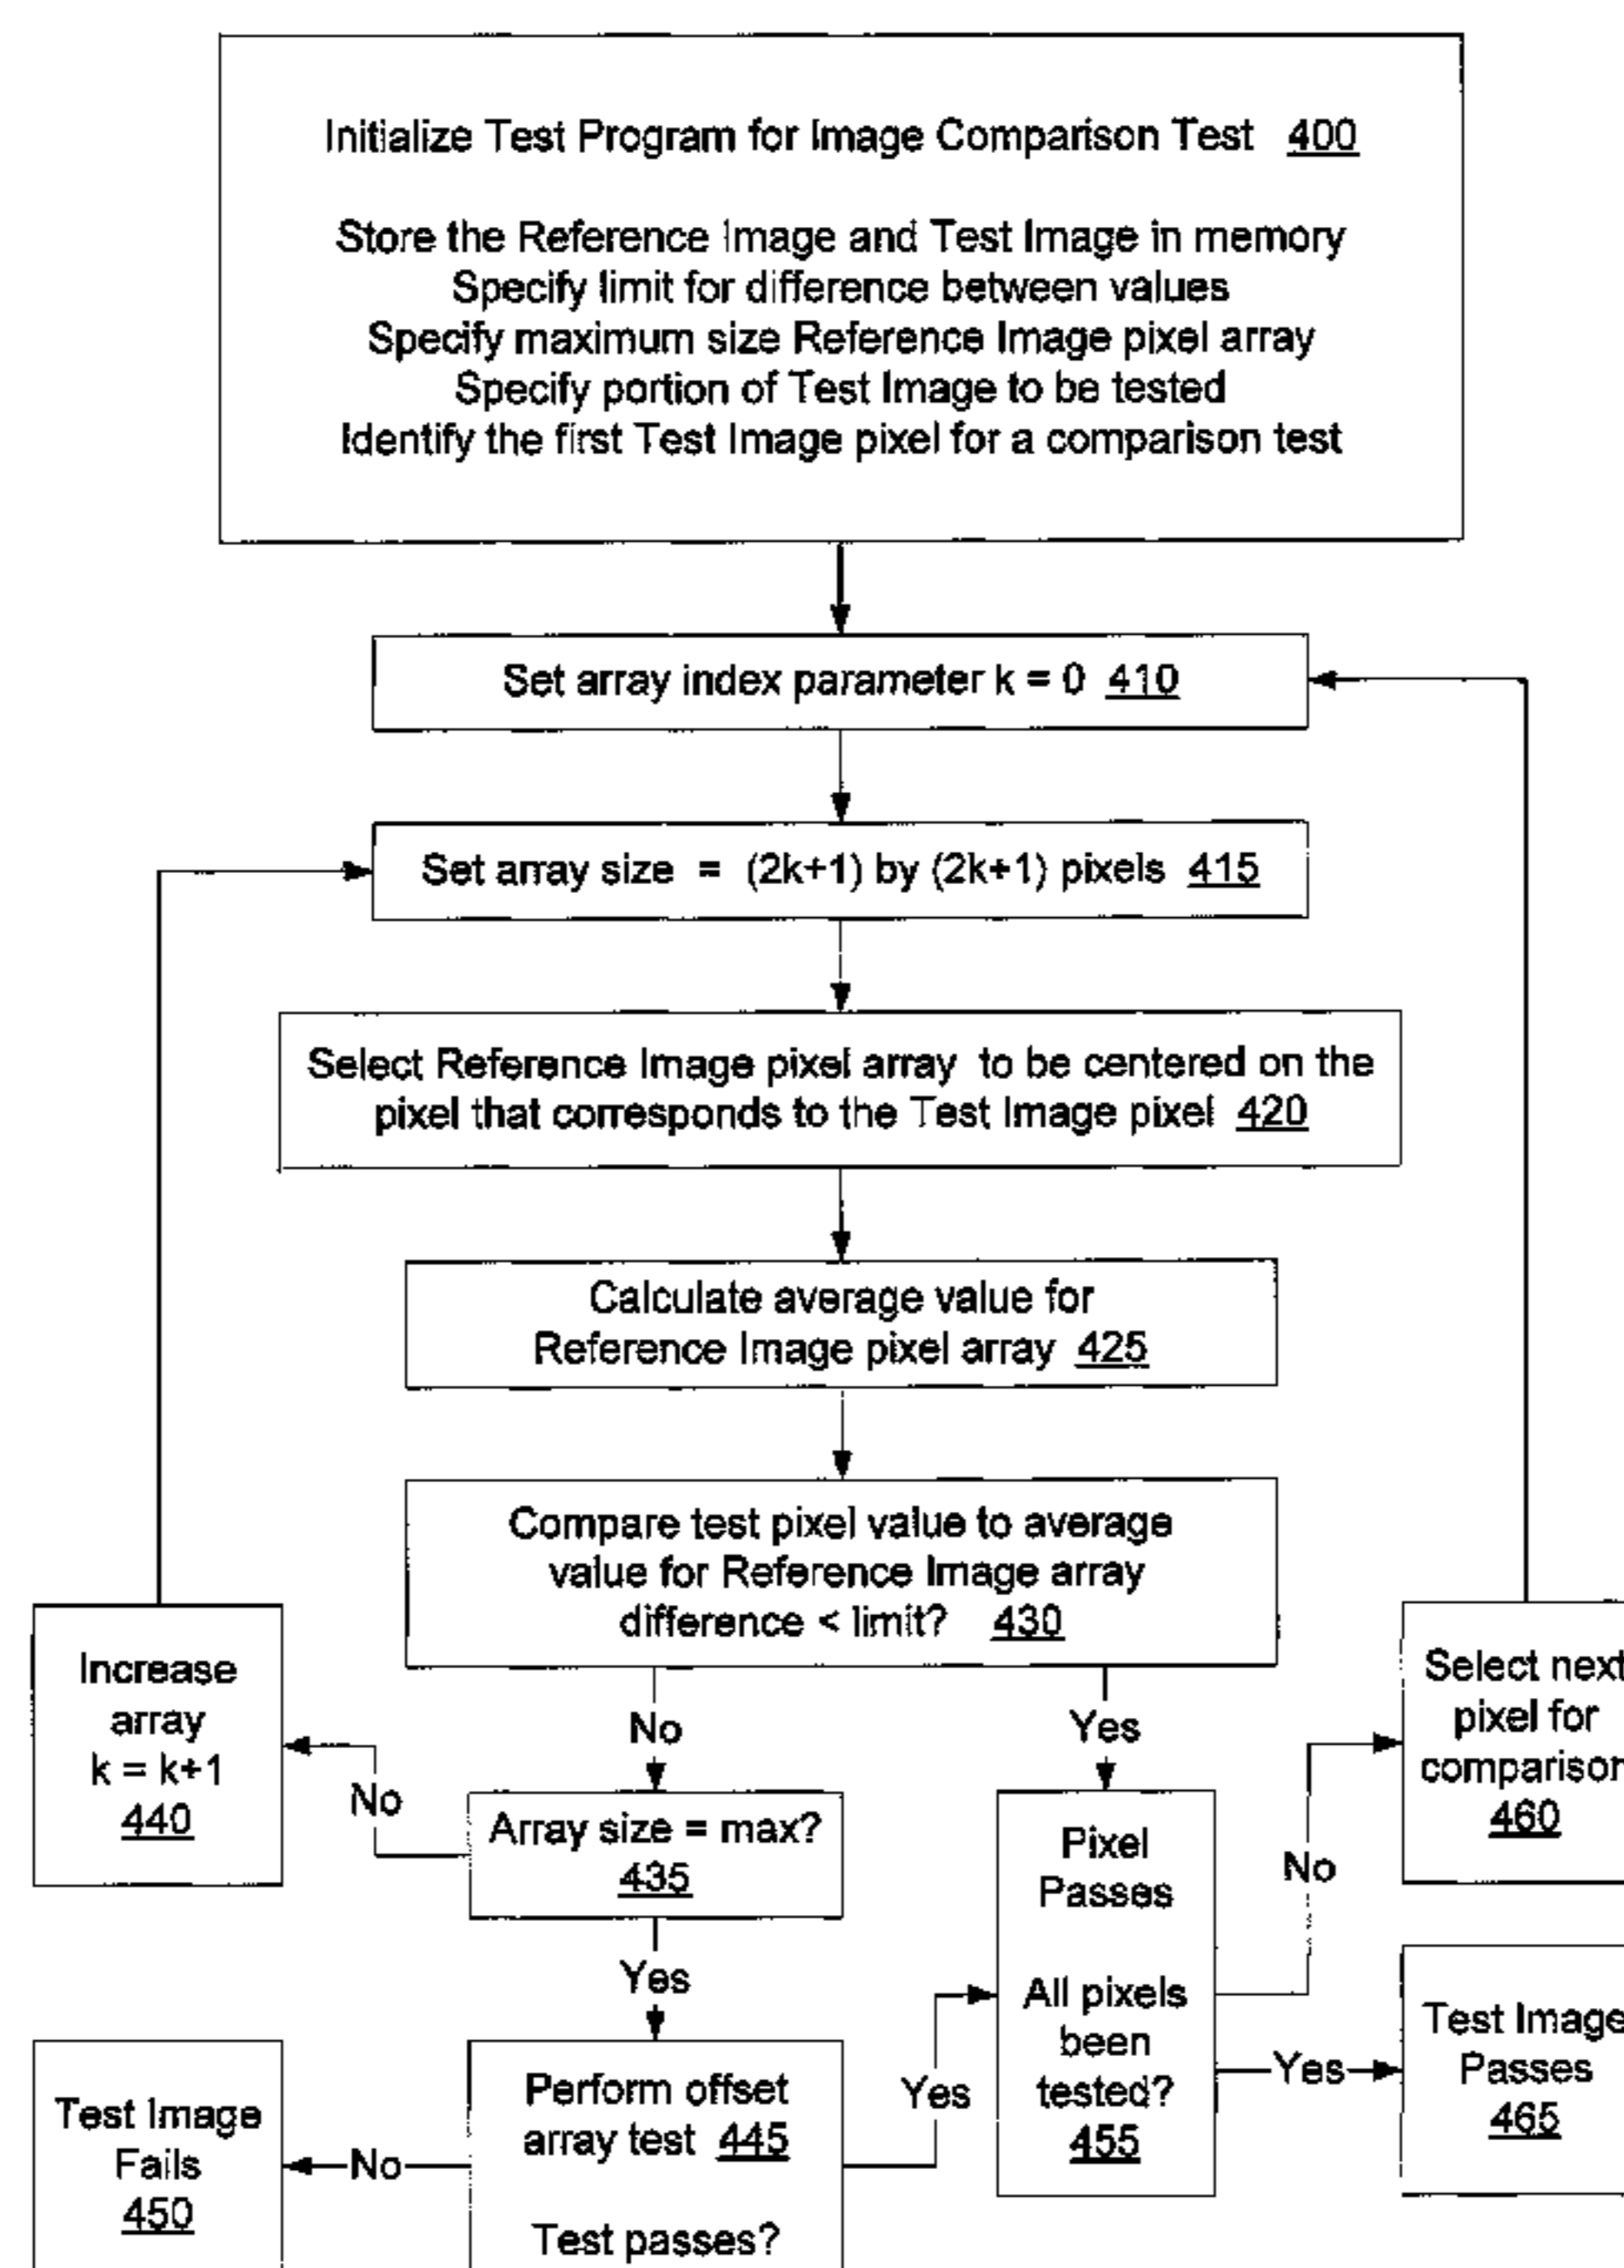 Initialize Test Program for Image Comparison Test 400
Store the Reference Image and Test Image in memory
Specify limit for difference between values
Specify maximum size Reference Image pixel array
Specify portion of Test Image to be tested
Identify the first Test Image pixel for a comparison test
Set array index parameter k = 0 410
Set array size = (2k+1) by (2k+1) pixels 415
Select Reference Image pixel array to be centered on the
pixel that corresponds to the Test Image pixel 420
Calculate average value for
Reference Image pixel array 425
Compare test pixel value to average
value for Reference Image array
difference < limit? 430
Increase
array
k = k+1
440
No
No
Array size = max?
435
Yes
Pixel
Passes
All pixels
been
tested?
455
No
Select next
pixel for
comparison
460
Yes
Perform offset
array test 445
Test passes?
No
Test Image
Fails
450
Yes
Yes
Test Image
Passes
465